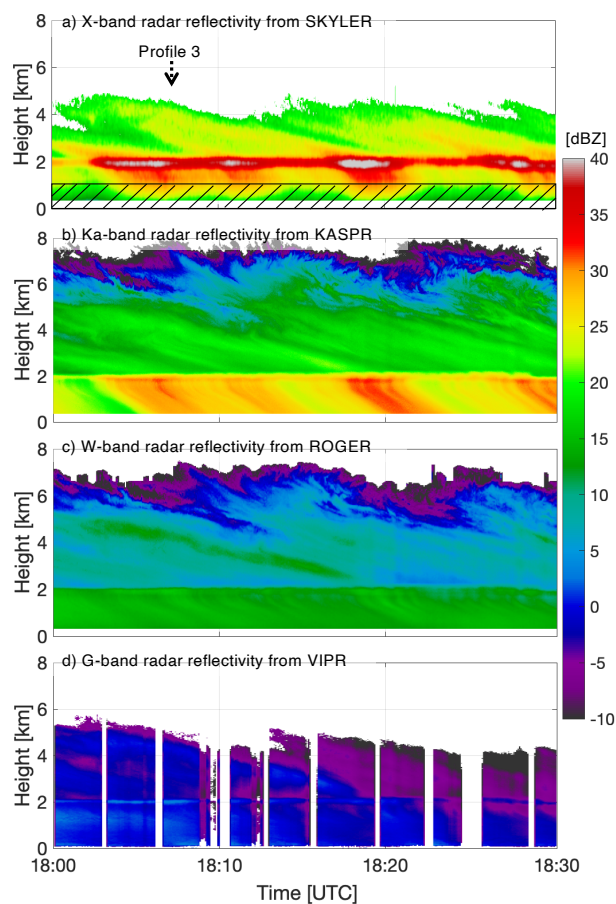 a) X-band radar reflectivity from SKYLER
Profile 3
8
6
4
2
0
Height [km]
[dBZ]
40
35
30
25
20
15
10
5
0
-5
-10
b) Ka-band radar reflectivity from KASPR
8
6
4
2
0
Height [km]
c) W-band radar reflectivity from ROGER
8
6
4
2
0
Height [km]
d) G-band radar reflectivity from VIPR
8
6
4
2
0
Height [km]
18:00 18:10 18:20 18:30
Time [UTC]